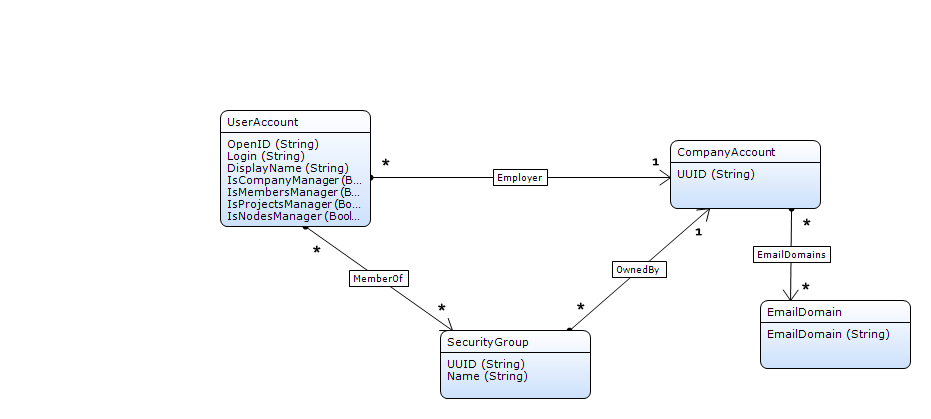 UserAccount
OpenID (String)
Login (String)
DisplayName (String)
IsCompanyManager (B...
IsMembersManager (B...
IsProjectsManager (Bo...
IsNodesManager (Bool...
*
Employer
1
CompanyAccount
UUID (String)
*
MemberOf
*
SecurityGroup
UUID (String)
Name (String)
*
OwnedBy
1
*
EmailDomains
*
EmailDomain
EmailDomain (String)